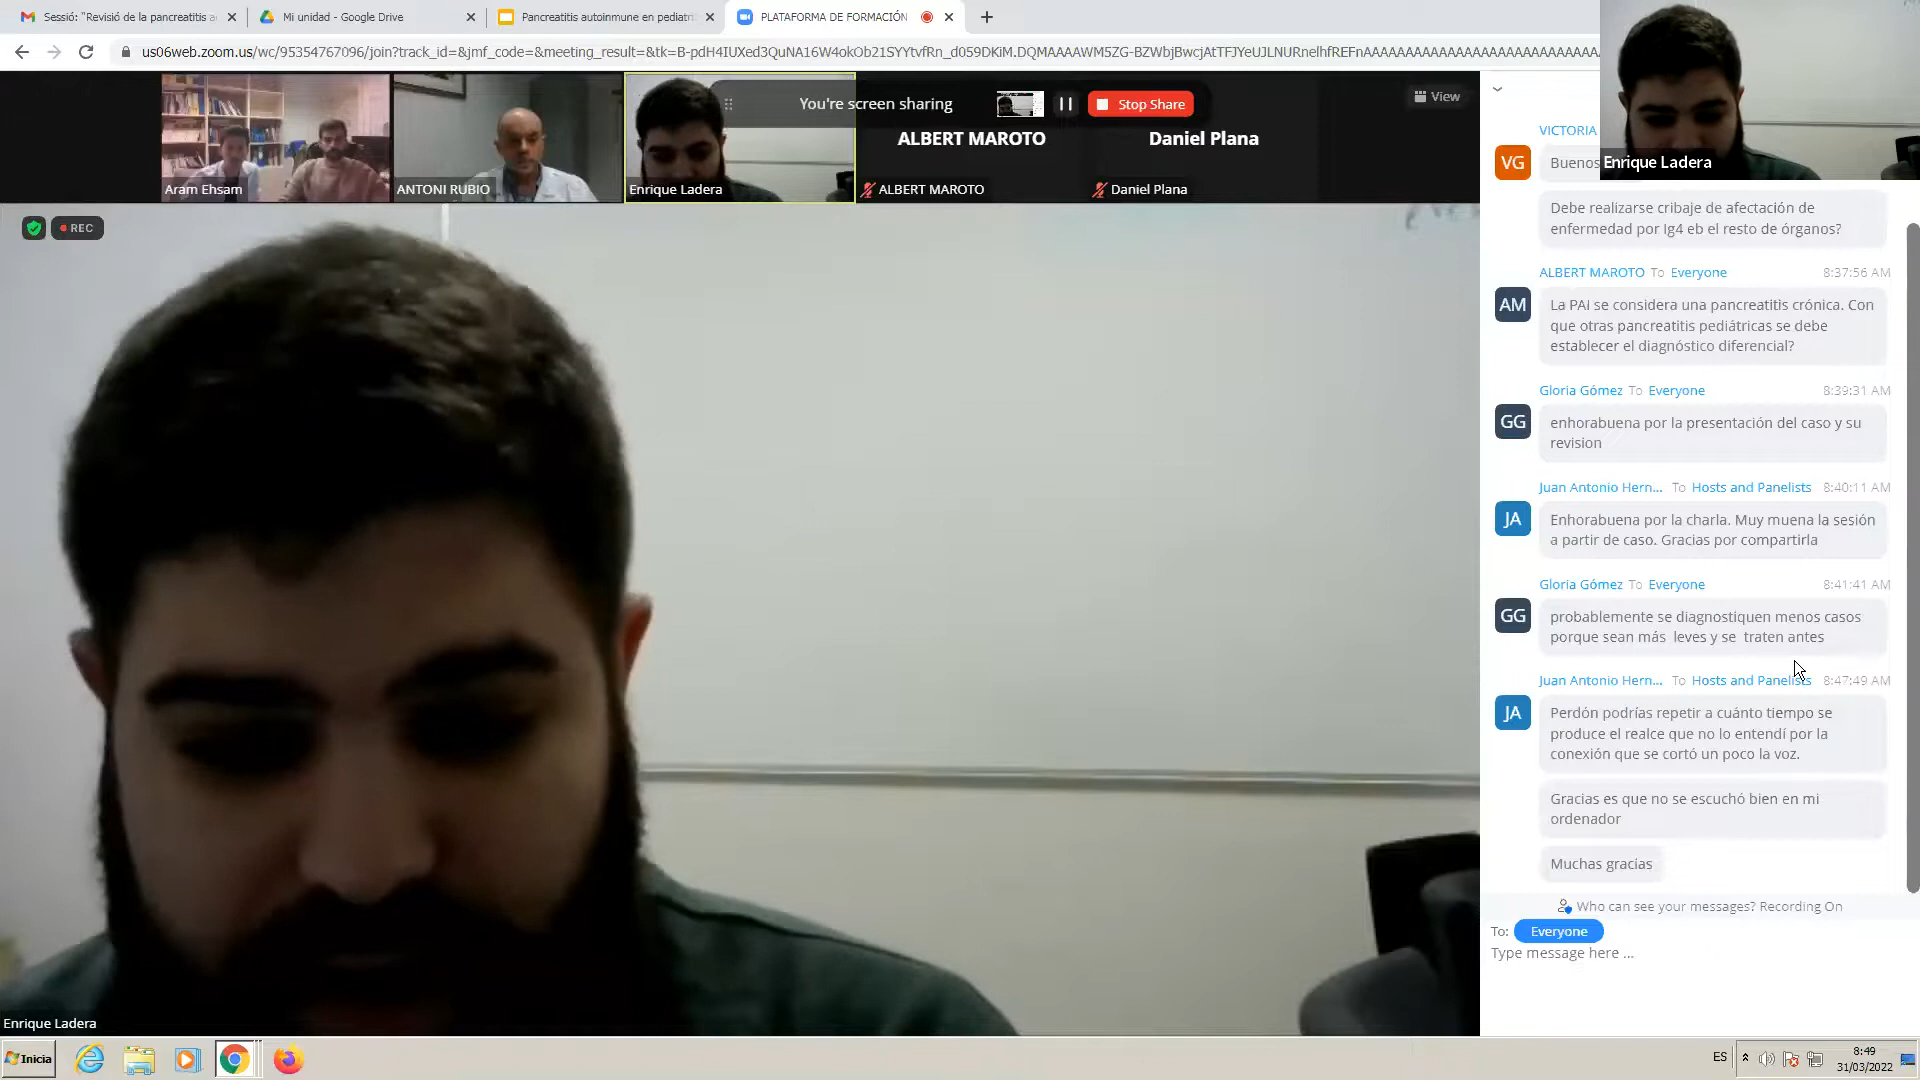 Sessió: "Revisió de la pancreatitis a
Mi unidad - Google Drive
Pancreatitis autoinmune en pediatr
PLATAFORMA DE FORMACIÓN
us06web.zoom.us/wc/95354767096/join?track_id=&jmf_code=&meeting_result=&tk=
You're screen sharing
Stop Share
View
ALBERT MAROTO
Daniel Plana
Aram Ehsam
ANTONI RUBIO
Enrique Ladera
ALBERT MAROTO
Daniel Plana
REC
Enrique Ladera
Enrique Ladera
VICTORIA
VG
Buenos
Debe realizarse cribaje de afectación de
enfermedad por Ig4 eb el resto de órganos?
ALBERT MAROTO To Everyone 8:37:56 AM
AM
La PAI se considera una pancreatitis crónica. Con
que otras pancreatitis pediátricas se debe
establecer el diagnóstico diferencial?
Gloria Gómez To Everyone 8:39:31 AM
GG
enhorabuena por la presentación del caso y su
revision
Juan Antonio Hern... To Hosts and Panelists 8:40:11 AM
JA
Enhorabuena por la charla. Muy muena la sesión
a partir de caso. Gracias por compartirla
Gloria Gómez To Everyone 8:41:41 AM
GG
probablemente se diagnostiquen menos casos
porque sean más leves y se traten antes
Juan Antonio Hern... To Hosts and Panelists 8:47:49 AM
JA
Perdón podrías repetir a cuánto tiempo se
produce el realce que no lo entendí por la
conexión que se cortó un poco la voz.
Gracias es que no se escuchó bien en mi
ordenador
Muchas gracias
Who can see your messages? Recording On
To: Everyone
Type message here ...
Inicia
ES
8:49
31/03/2022